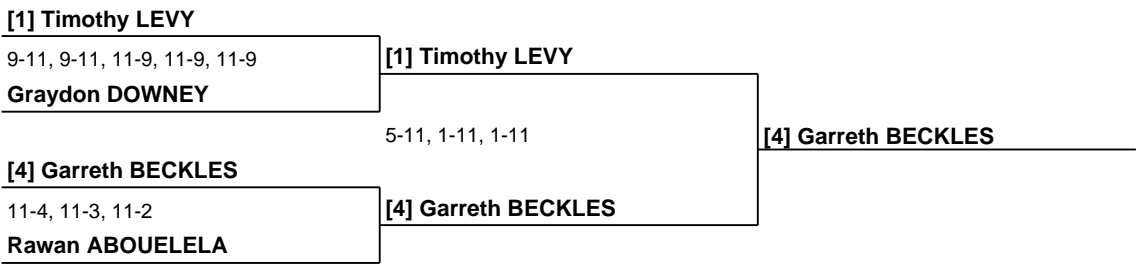 [1] Timothy LEVY
9-11, 9-11, 11-9, 11-9, 11-9
[1] Timothy LEVY
Graydon DOWNEY
5-11, 1-11, 1-11
[4] Garreth BECKLES
[4] Garreth BECKLES
11-4, 11-3, 11-2
[4] Garreth BECKLES
Rawan ABOUELELA